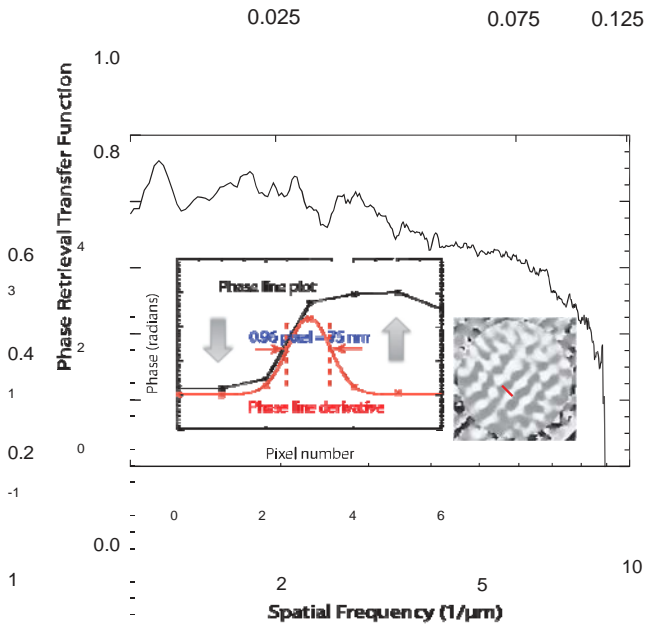 0.025 0.075 0.125
1.0
Phase Retrieval Transfer Function
0.8
0.6
4
3
Phase line plot
Phase (radians)
0.96 pixel = 75 nm
0.4
2
1
Phase line derivative
0.2
0
Pixel number
-1
0 2 4 6
0.0
1 2 5 10
Spatial Frequency (1/μm)